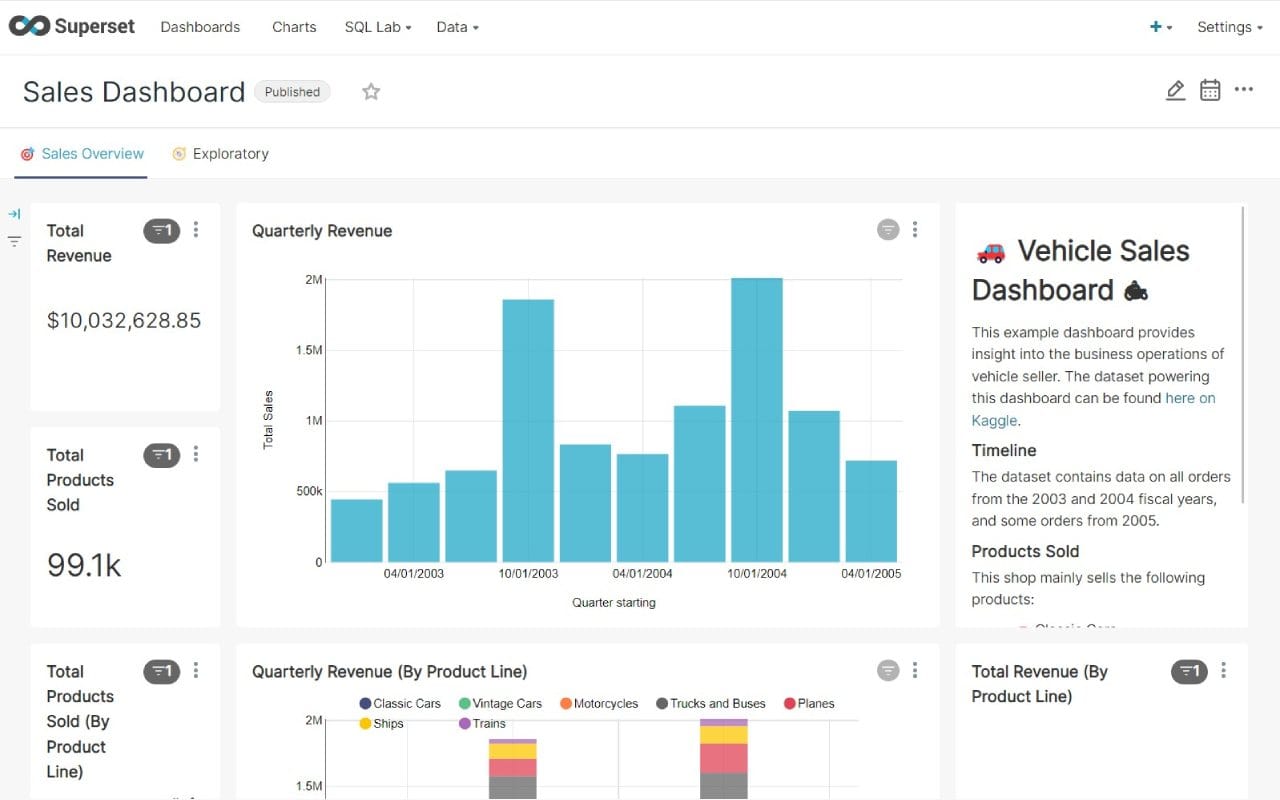 Superset
Dashboards
Charts
SQL Lab
Data
+
Settings
Sales Dashboard
Published
Sales Overview
Exploratory
Total
Revenue
1
$10,032,628.85
Total
Products
Sold
1
99.1k
Quarterly Revenue
2M
1.5M
1M
500k
0
Total Sales
04/01/2003
10/01/2003
04/01/2004
10/01/2004
04/01/2005
Quarter starting
Vehicle Sales
Dashboard
This example dashboard provides
insight into the business operations of
vehicle seller. The dataset powering
this dashboard can be found here on
Kaggle.
Timeline
The dataset contains data on all orders
from the 2003 and 2004 fiscal years,
and some orders from 2005.
Products Sold
This shop mainly sells the following
products:
Classic Cars
Total
Products
Sold (By
Product
Line)
1
Quarterly Revenue (By Product Line)
Classic Cars
Vintage Cars
Motorcycles
Trucks and Buses
Planes
Ships
Trains
2M
1.5M
Total Revenue (By
Product Line)
1